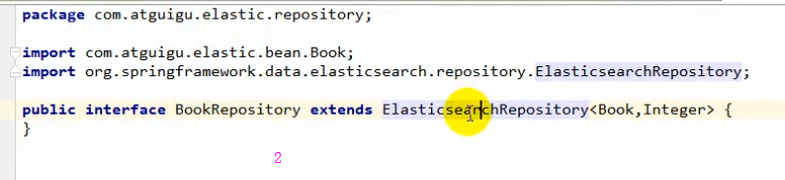 package com.atguigu.elastic.repository;
import com.atguigu.elastic.bean.Book;
import org.springframework.data.elasticsearch.repository.ElasticsearchRepository;
public interface BookRepository extends ElasticsearchRepository<Book,Integer> {
}
2